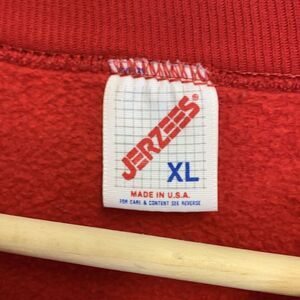 JERZEES
XL
MADE IN U.S.A.
FOR CARE & CONTENT SEE REVERSE